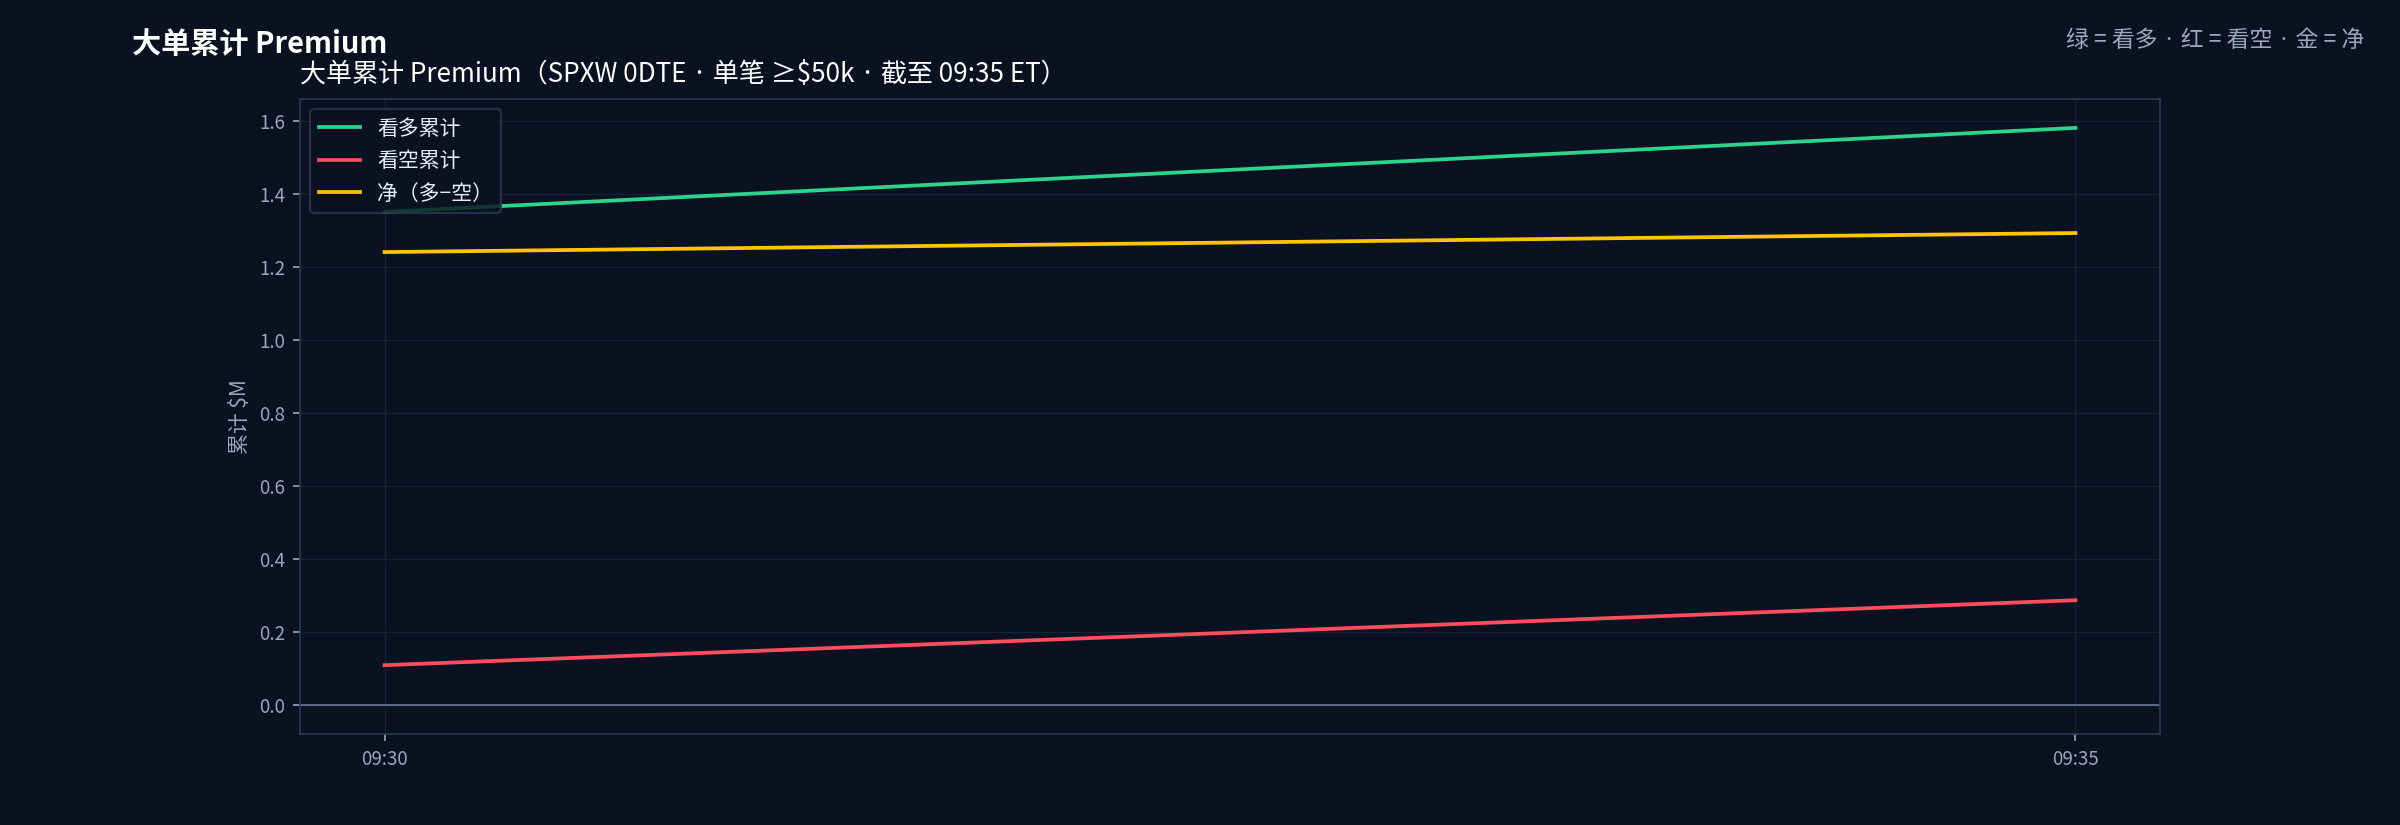 大单累计 Premium
绿 = 看多 · 红 = 看空 · 金 = 净
大单累计 Premium（SPXW 0DTE · 单笔 ≥$50k · 截至 09:35 ET）
看多累计
看空累计
净（多−空）
累计 $M
1.6
1.4
1.2
1.0
0.8
0.6
0.4
0.2
0.0
09:30
09:35